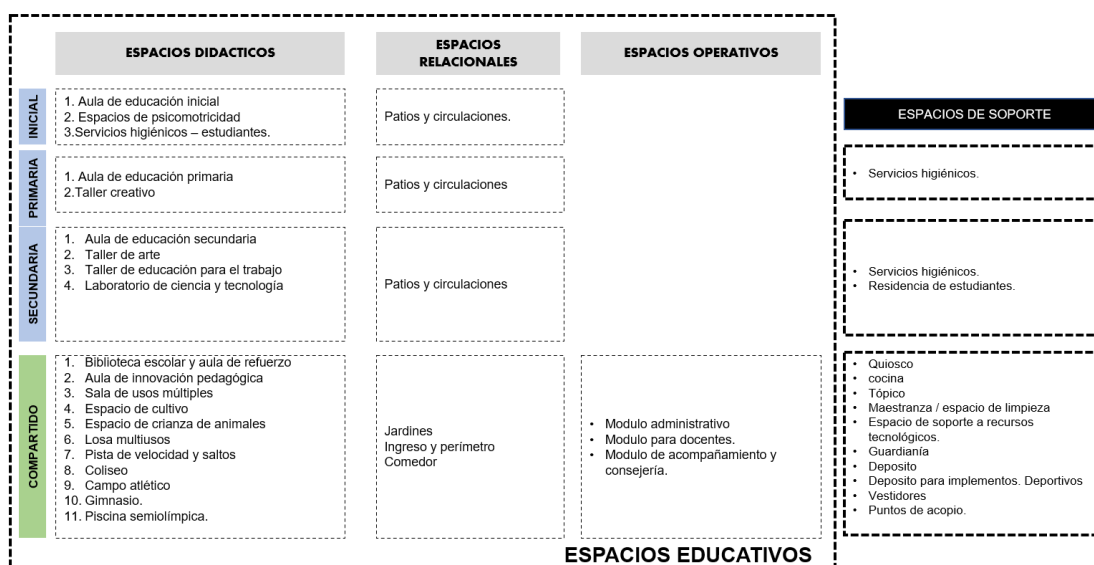 ESPACIOS DIDACTICOS
ESPACIOS
RELACIONALES
ESPACIOS OPERATIVOS
ESPACIOS DE SOPORTE
INICIAL
1. Aula de educación inicial
2. Espacios de psicomotricidad
3.Servicios higiénicos – estudiantes.
Patios y circulaciones.
PRIMARIA
1. Aula de educación primaria
2.Taller creativo
Patios y circulaciones
• Servicios higiénicos.
SECUNDARIA
1. Aula de educación secundaria
2. Taller de arte
3. Taller de educación para el trabajo
4. Laboratorio de ciencia y tecnología
Patios y circulaciones
• Servicios higiénicos.
• Residencia de estudiantes.
COMPARTIDO
1. Biblioteca escolar y aula de refuerzo
2. Aula de innovación pedagógica
3. Sala de usos múltiples
4. Espacio de cultivo
5. Espacio de crianza de animales
6. Losa multiusos
7. Pista de velocidad y saltos
8. Coliseo
9. Campo atlético
10. Gimnasio.
11. Piscina semiolímpica.
Jardines
Ingreso y perímetro
Comedor
• Modulo administrativo
• Modulo para docentes.
• Modulo de acompañamiento y
consejería.
• Quiosco
• cocina
• Tópico
• Maestranza / espacio de limpieza
• Espacio de soporte a recursos
tecnológicos.
• Guardianía
• Deposito
• Deposito para implementos. Deportivos
• Vestidores
• Puntos de acopio.
ESPACIOS EDUCATIVOS